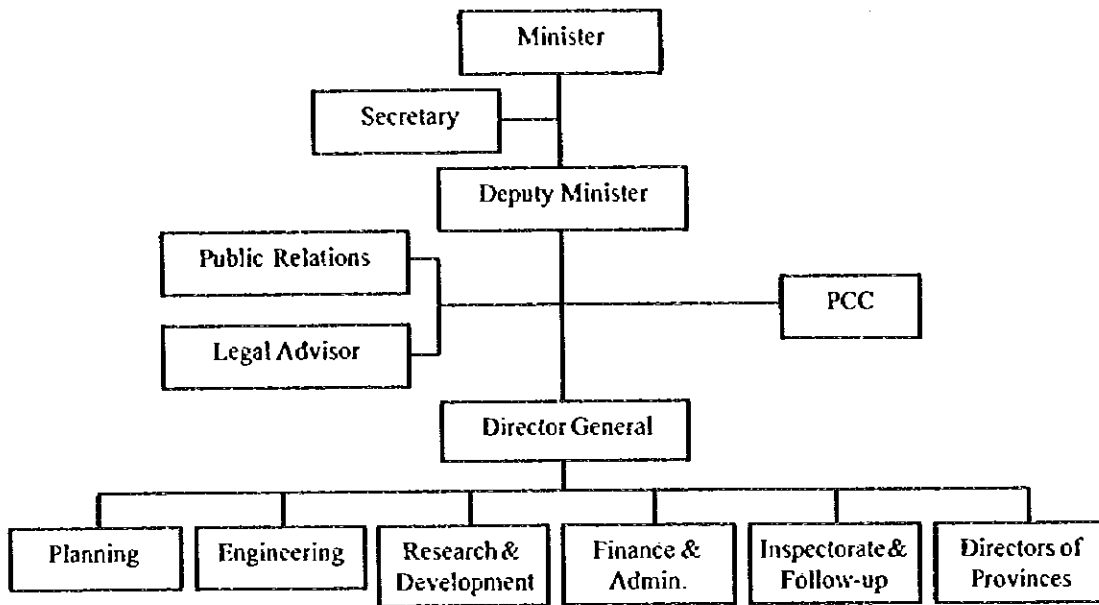 Minister
Secretary
Deputy Minister
Public Relations
PCC
Legal Advisor
Director General
Planning
Engineering
Research &
Development
Finance &
Admin.
Inspectorate &
Follow-up
Directors of
Provinces